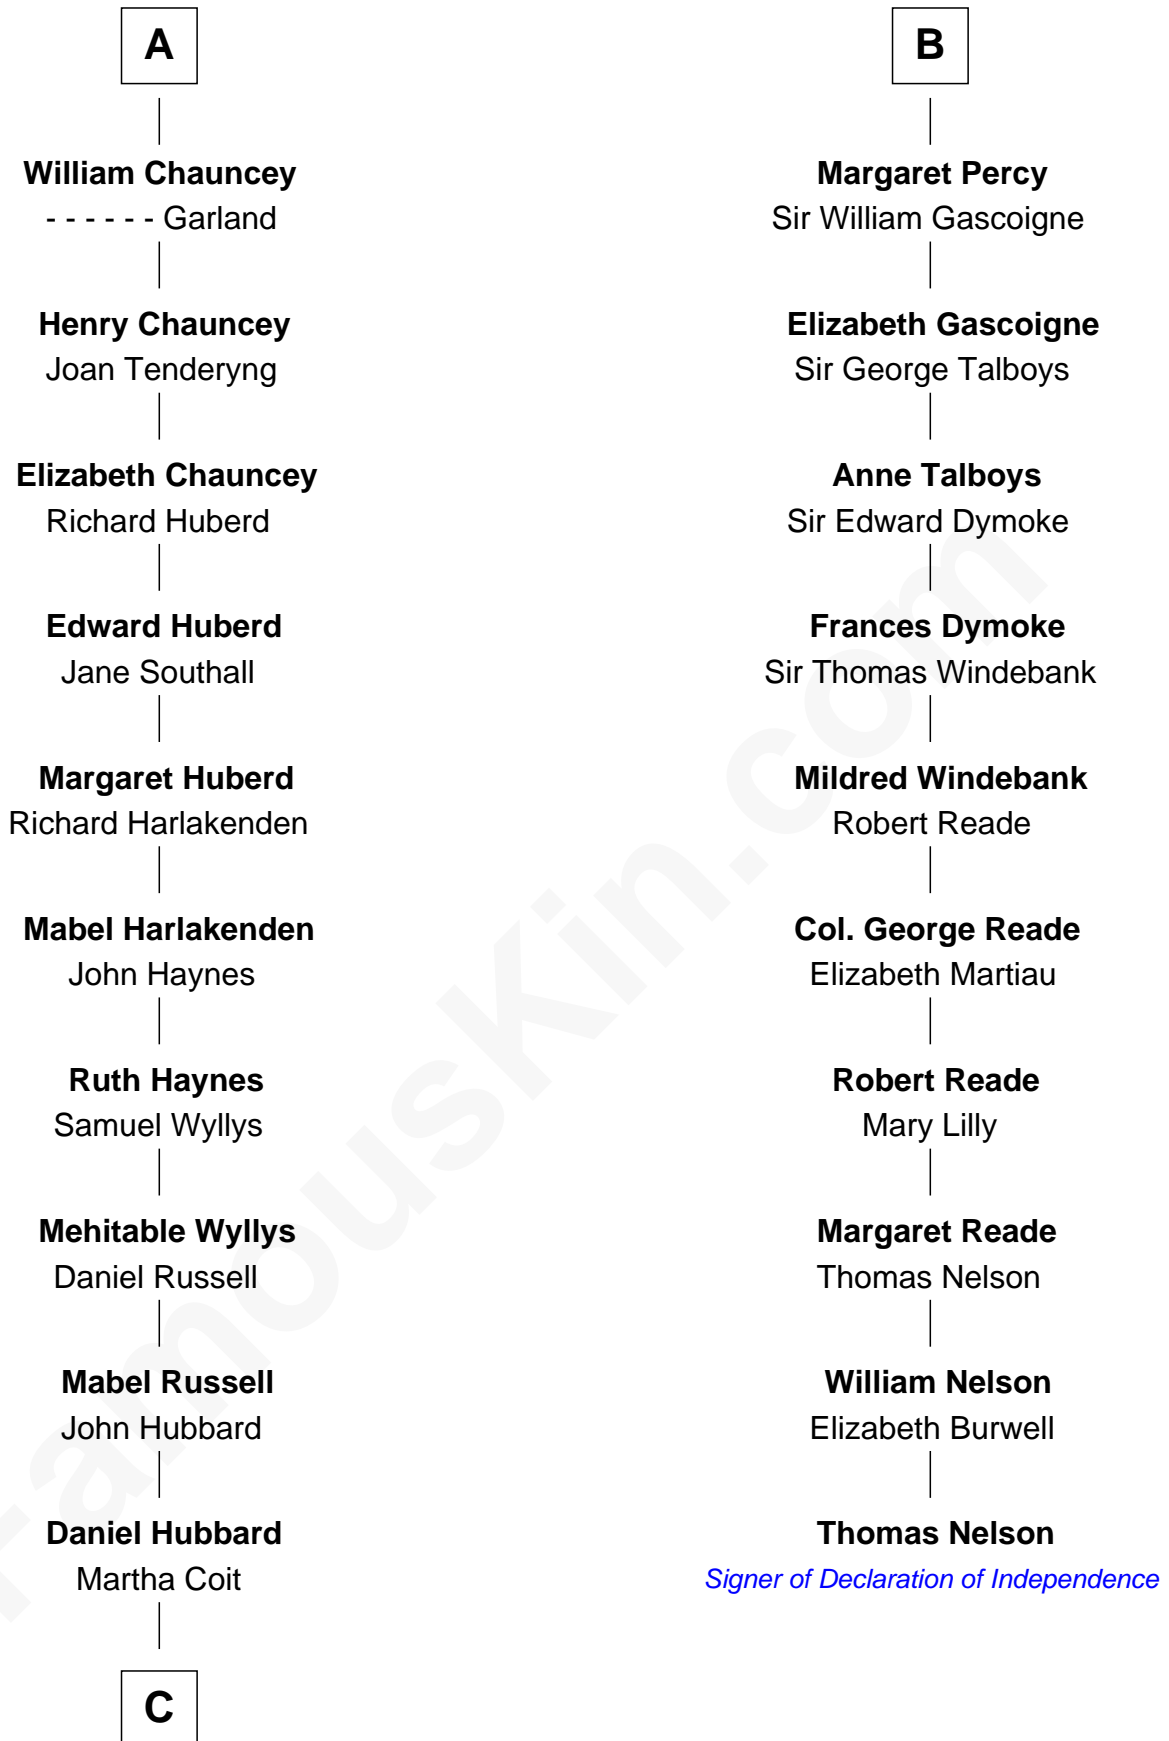 A
William Chauncey
- - - - - - Garland
Henry Chauncey
Joan Tenderyng
Elizabeth Chauncey
Richard Huberd
Edward Huberd
Jane Southall
Margaret Huberd
Richard Harlakenden
Mabel Harlakenden
John Haynes
Ruth Haynes
Samuel Wyllys
Mehitable Wyllys
Daniel Russell
Mabel Russell
John Hubbard
Daniel Hubbard
Martha Coit
C
B
Margaret Percy
Sir William Gascoigne
Elizabeth Gascoigne
Sir George Talboys
Anne Talboys
Sir Edward Dymoke
Frances Dymoke
Sir Thomas Windebank
Mildred Windebank
Robert Reade
Col. George Reade
Elizabeth Martiau
Robert Reade
Mary Lilly
Margaret Reade
Thomas Nelson
William Nelson
Elizabeth Burwell
Thomas Nelson
Signer of Declaration of Independence
FamousKin.com